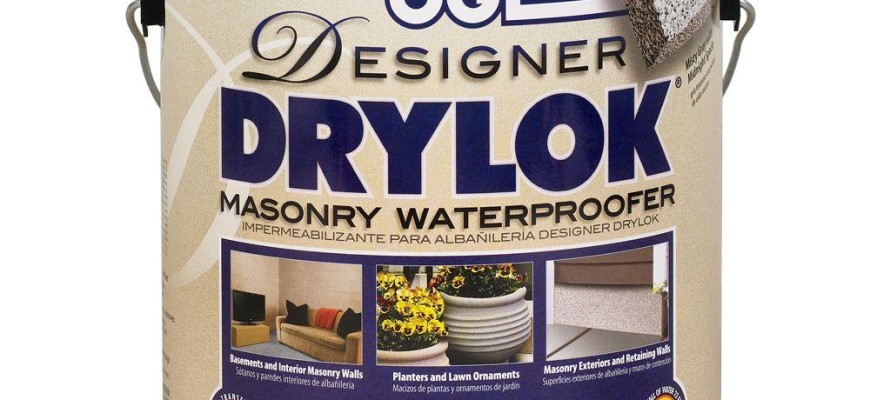 UGL
DESIGNER
DRYLOK®
MASONRY WATERPROOFER
IMPERMEABILIZANTE PARA ALBAÑILERÍA DESIGNER DRYLOK
Basements and Interior Masonry Walls
Sótanos y paredes interiores de albañilería
Planters and Lawn Ornaments
Macizos de plantas y ornamentos de jardín
Masonry Exteriors and Retaining Walls
Superficies exteriores de albañilería y muros de contención